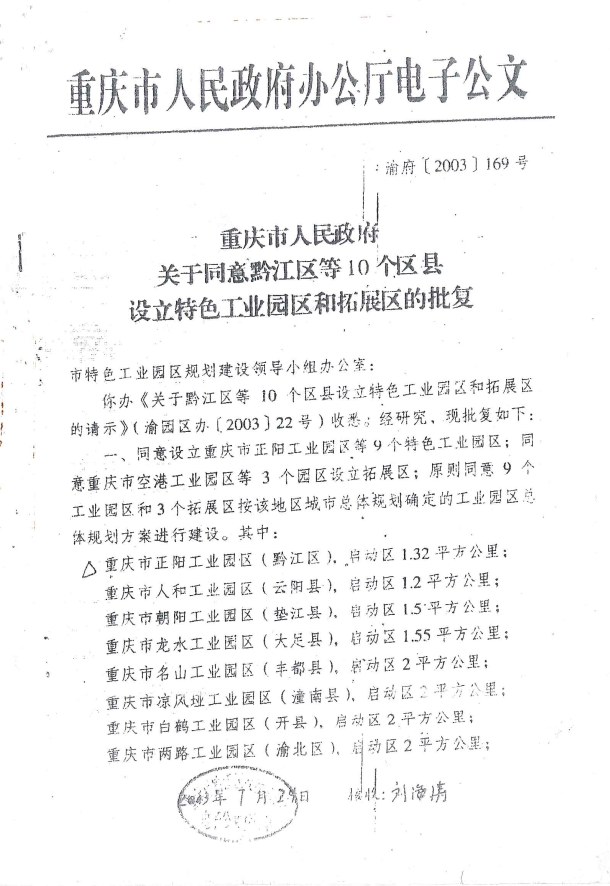 重庆市人民政府办公厅电子公文
渝府〔2003〕169号
重庆市人民政府
关于同意黔江区等10个区县
设立特色工业园区和拓展区的批复
市特色工业园区规划建设领导小组办公室：
你办《关于黔江区等 10 个区县设立特色工业园区和拓展区
的请示》（渝园区办〔2003〕22号）收悉。经研究，现批复如下：
一、同意设立重庆市正阳工业园区等9个特色工业园区；同
意重庆市空港工业园区等 3 个园区设立拓展区；原则同意 9 个
工业园区和3个拓展区按该地区城市总体规划确定的工业园区总
体规划方案进行建设。其中：
重庆市正阳工业园区（黔江区），启动区1.32平方公里；
重庆市人和工业园区（云阳县），启动区1.2平方公里；
重庆市朝阳工业园区（垫江县），启动区1.5平方公里；
重庆市龙水工业园区（大足县），启动区1.55平方公里；
重庆市名山工业园区（丰都县），启动区2平方公里；
重庆市凉风垭工业园区（潼南县），启动区2平方公里；
重庆市白鹤工业园区（开县），启动区2平方公里；
重庆市两路工业园区（渝北区），启动区2平方公里；
年 7月 日 接收：刘海涛